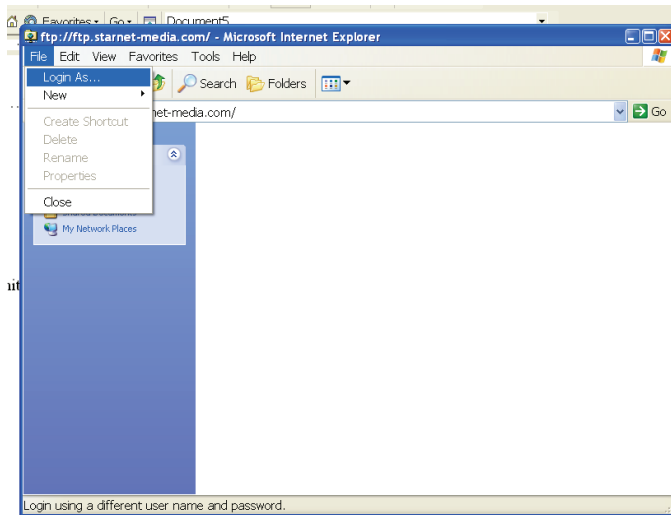 Favorites Go Document5
ftp://ftp.starnet-media.com/ - Microsoft Internet Explorer
File Edit View Favorites Tools Help
Login As...
Search Folders
New
net-media.com/ Go
Create Shortcut
Delete
Rename
Properties
Close
My Network Places
Login using a different user name and password.